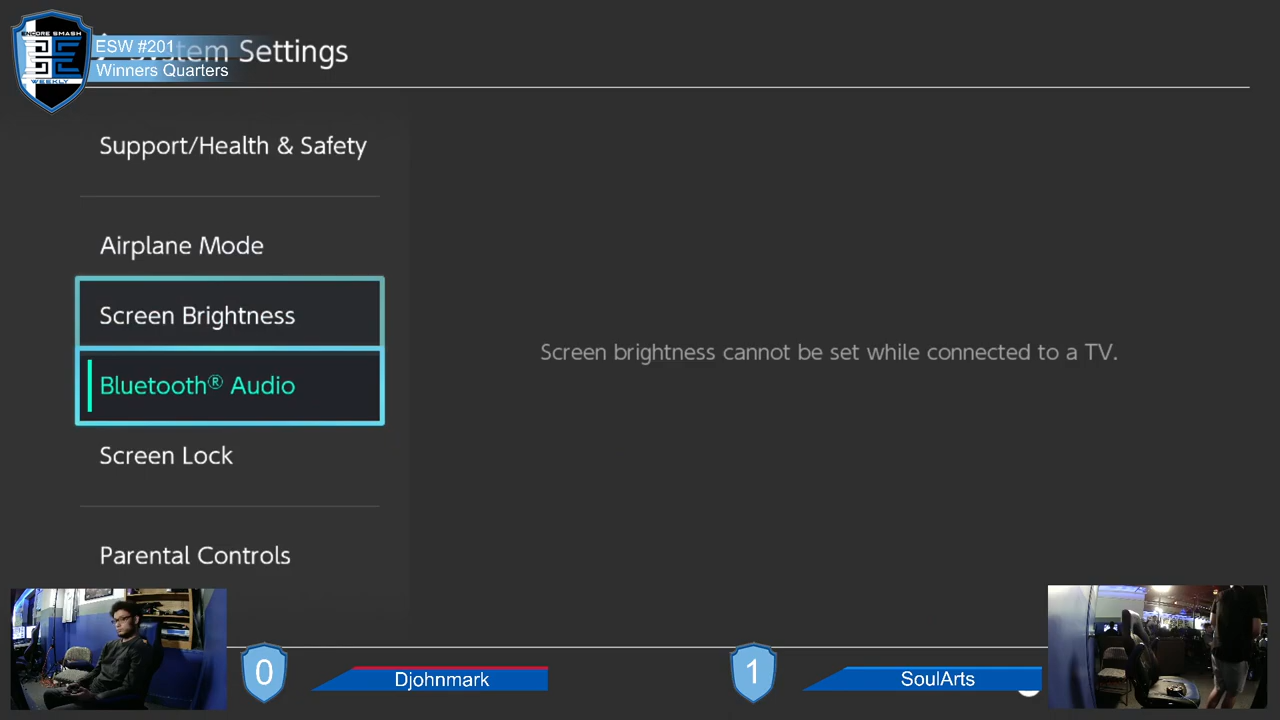 ENCORE SMASH
WEEKLY
ESW #201
Winners Quarters
System Settings
Support/Health & Safety
Airplane Mode
Screen Brightness
Bluetooth® Audio
Screen Lock
Parental Controls
Screen brightness cannot be set while connected to a TV.
0
Djohnmark
1
SoulArts